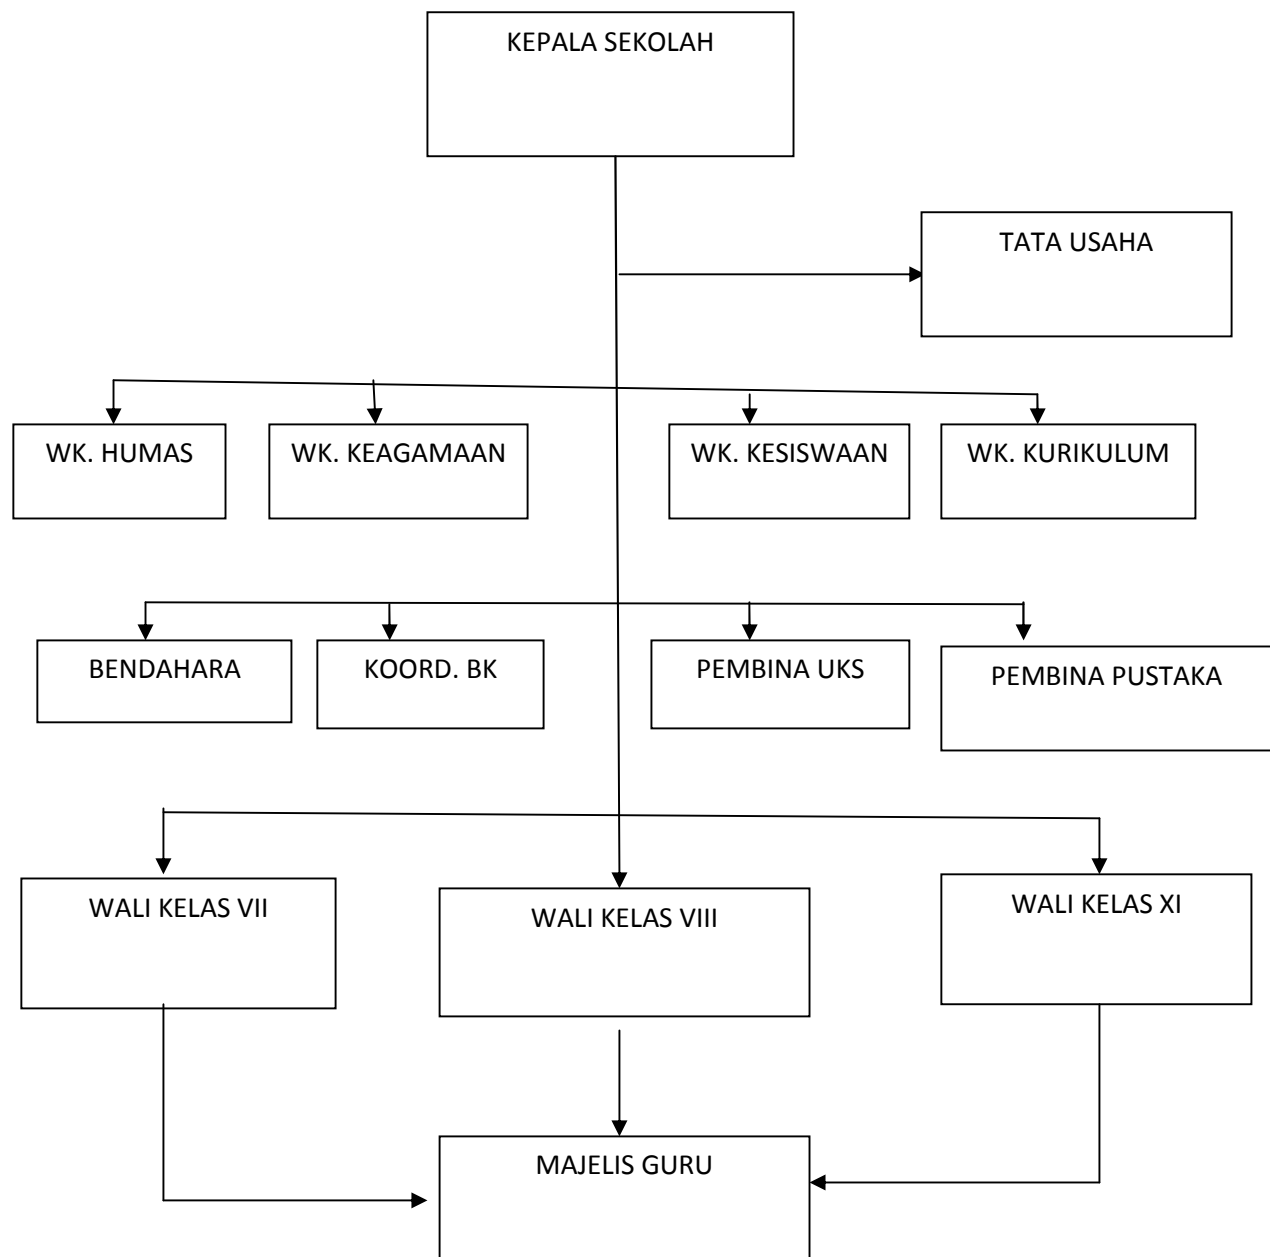 KEPALA SEKOLAH
TATA USAHA
WK. HUMAS
WK. KEAGAMAAN
WK. KESISWAAN
WK. KURIKULUM
BENDAHARA
KOORD. BK
PEMBINA UKS
PEMBINA PUSTAKA
WALI KELAS VII
WALI KELAS VIII
WALI KELAS XI
MAJELIS GURU